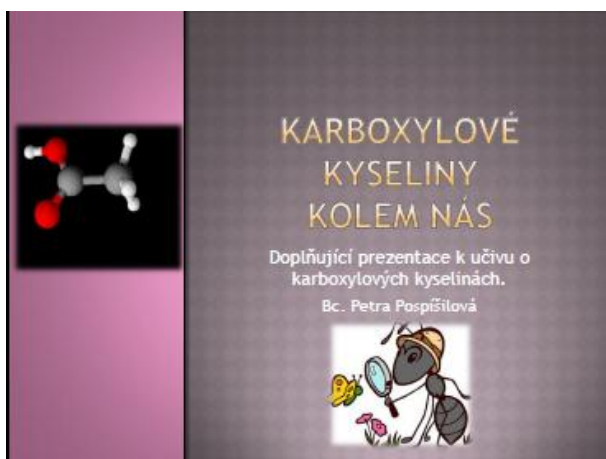 KARBOXYLOVÉ
KYSELINY
KOLEM NÁS
Doplňující prezentace k učivu o
karboxylových kyselinách.
Bc. Petra Pospíšilová